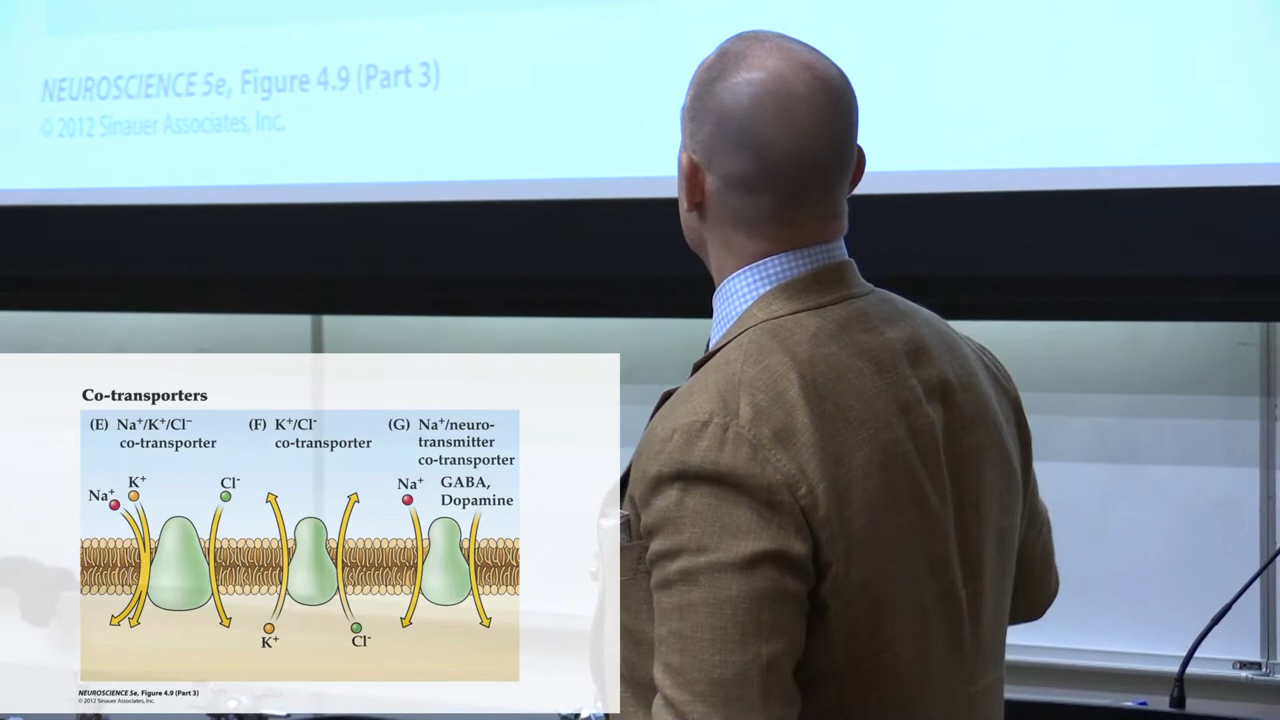 NEUROSCIENCE 5e, Figure 4.9 (Part 3)
© 2012 Sinauer Associates, Inc.
Co-transporters
(E) Na⁺/K⁺/Cl⁻
co-transporter
(F) K⁺/Cl⁻
co-transporter
(G) Na⁺/neuro-
transmitter
co-transporter
Na⁺
K⁺
Cl⁻
Na⁺
GABA,
Dopamine
K⁺
Cl⁻
NEUROSCIENCE 5e, Figure 4.9 (Part 3)
© 2012 Sinauer Associates, Inc.